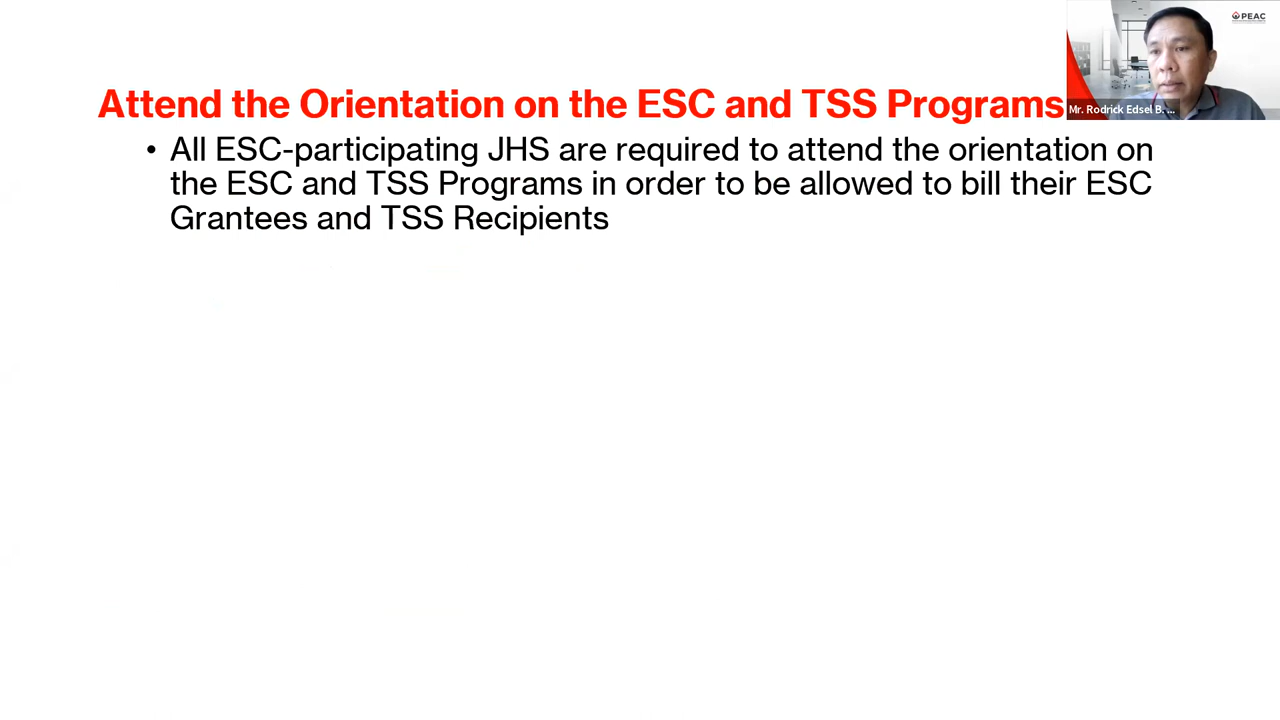 PEAC
Mr. Rodrick Edsel B. ...
Attend the Orientation on the ESC and TSS Programs
• All ESC-participating JHS are required to attend the orientation on
the ESC and TSS Programs in order to be allowed to bill their ESC
Grantees and TSS Recipients